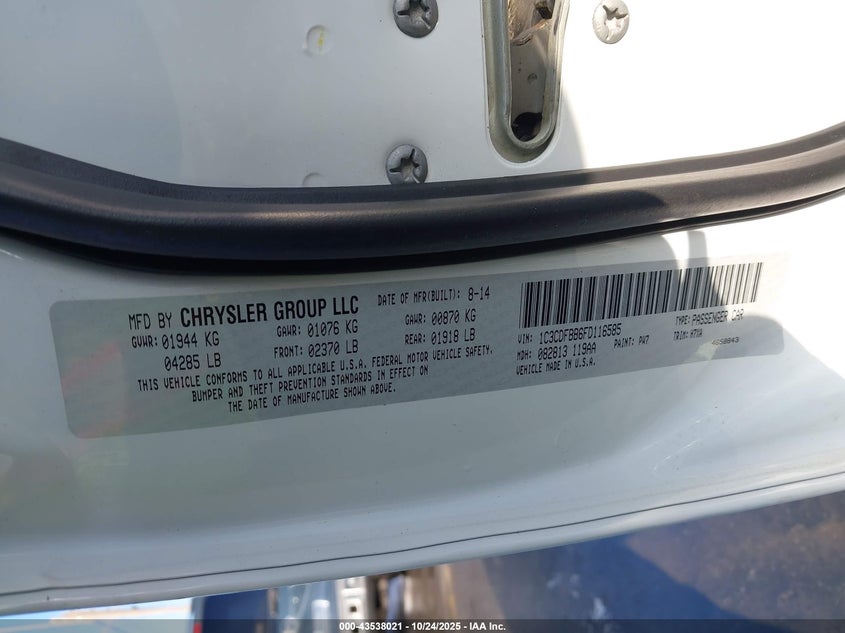 MFD BY CHRYSLER GROUP LLC
DATE OF MFR(BUILT): 8-14
GVWR: 01944 KG GAWR: 01076 KG GAWR: 00870 KG
04285 LB FRONT: 02370 LB REAR: 01918 LB
THIS VEHICLE CONFORMS TO ALL APPLICABLE U.S.A. FEDERAL MOTOR VEHICLE SAFETY,
BUMPER AND THEFT PREVENTION STANDARDS IN EFFECT ON
THE DATE OF MANUFACTURE SHOWN ABOVE.
VIN: 1C3CDFBB6FD116585 TYPE: PASSENGER CAR
MDH: 082813 119AA PAINT: PW7 TRIM: H7XA
VEHICLE MADE IN U.S.A. 4658043
000-43538021 - 10/24/2025 - IAA Inc.